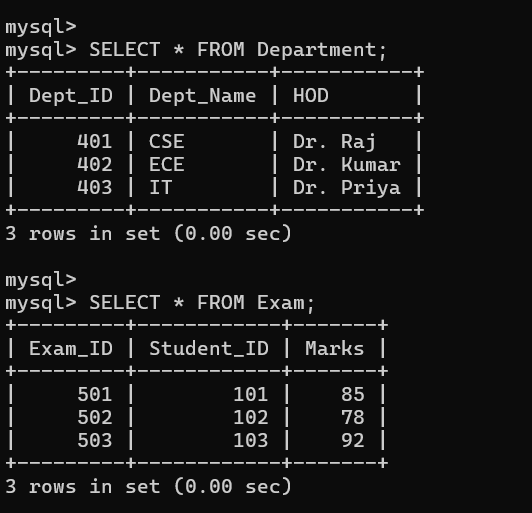 mysql>
mysql> SELECT * FROM Department;
+---------+-----------+-----------+
| Dept_ID | Dept_Name | HOD       |
+---------+-----------+-----------+
|     401 | CSE       | Dr. Raj   |
|     402 | ECE       | Dr. Kumar |
|     403 | IT        | Dr. Priya |
+---------+-----------+-----------+
3 rows in set (0.00 sec)

mysql>
mysql> SELECT * FROM Exam;
+---------+------------+-------+
| Exam_ID | Student_ID | Marks |
+---------+------------+-------+
|     501 |        101 |    85 |
|     502 |        102 |    78 |
|     503 |        103 |    92 |
+---------+------------+-------+
3 rows in set (0.00 sec)